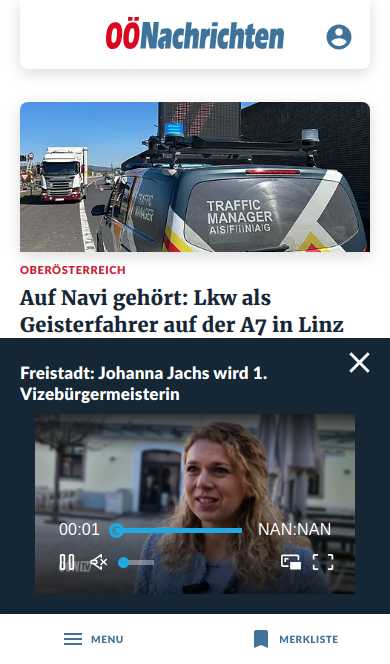 OÖNachrichten
TRAFFIC
MANAGER
A|S|F|i|N|A|G
OBERÖSTERREICH
Auf Navi gehört: Lkw als
Geisterfahrer auf der A7 in Linz
Freistadt: Johanna Jachs wird 1.
Vizebürgermeisterin
00:01
NAN:NAN
MENU
MERKLISTE